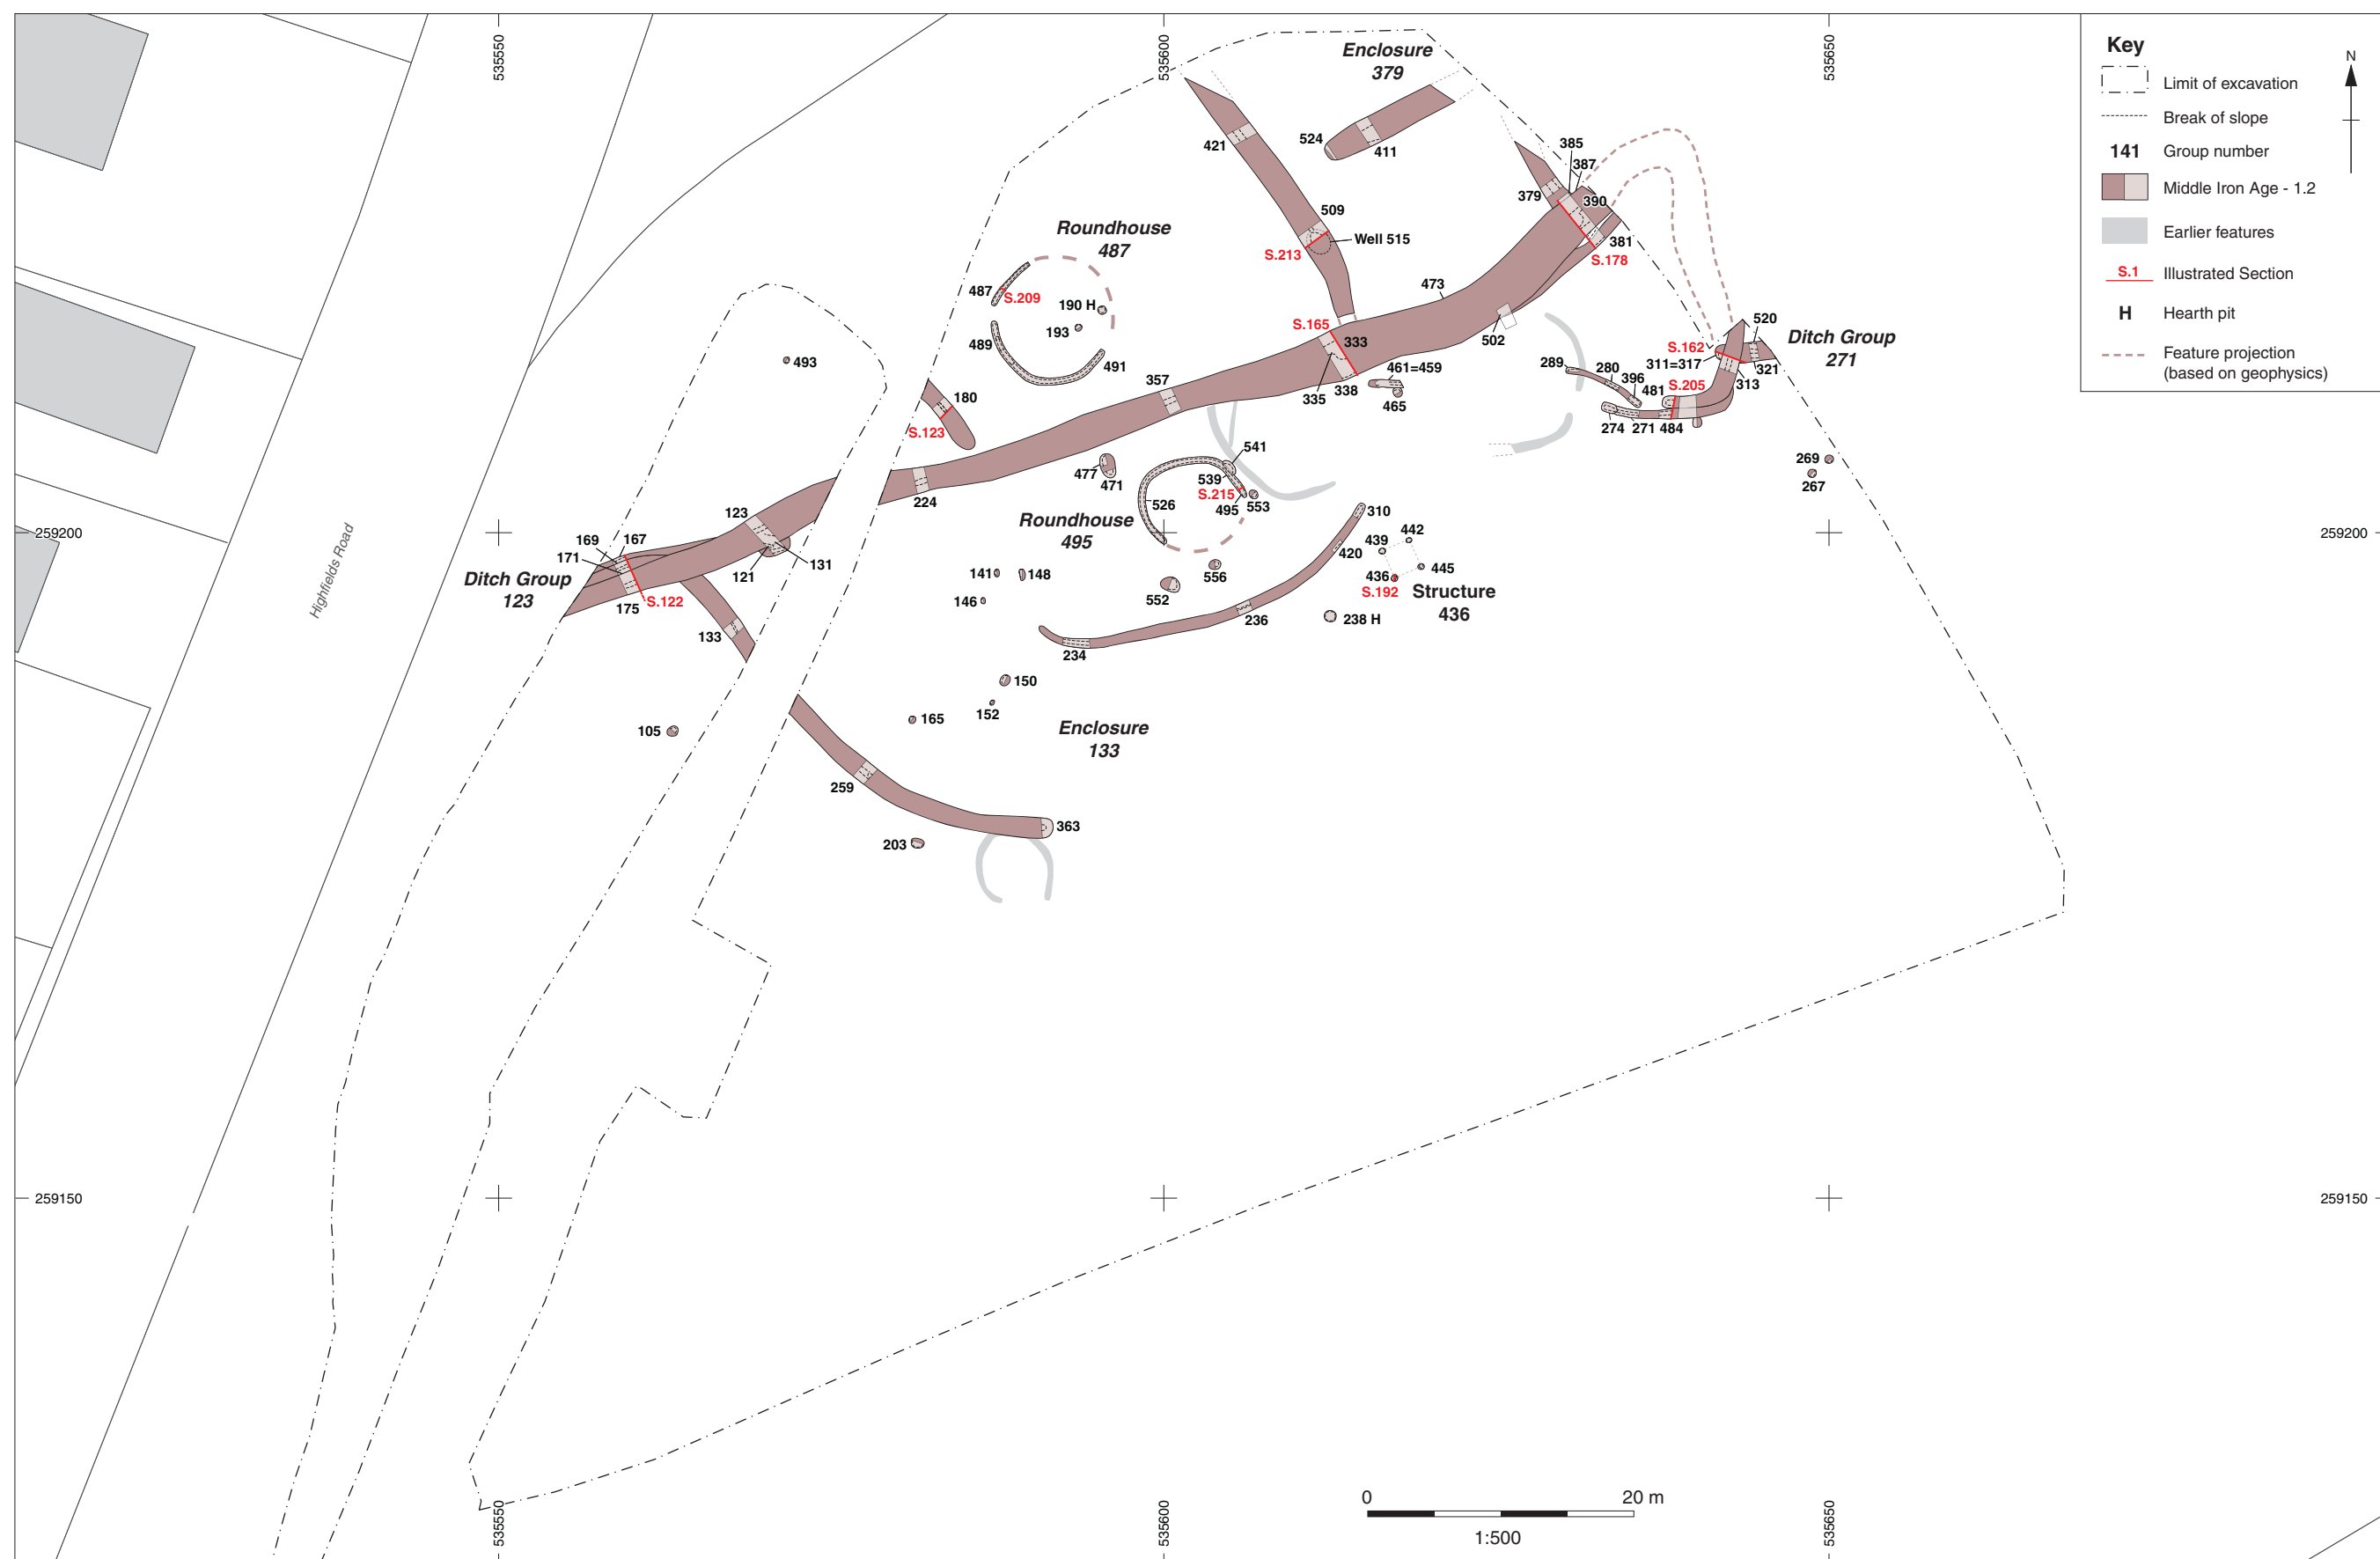 535550
535600
535650
Enclosure
379
Key
N
Limit of excavation
Break of slope
141 Group number
Middle Iron Age - 1.2
Earlier features
S.1 Illustrated Section
H Hearth pit
Feature projection
(based on geophysics)
421
524
411
385
387
379
390
381
S.178
509
Well 515
S.213
Roundhouse
487
487
S.209
190 H
193
489
491
473
S.165
333
502
335
338
461=459
465
357
493
180
S.123
520
Ditch Group
271
S.162
311=317
321
313
289
280
396
481
S.205
274
271
484
269
267
477
471
541
539
S.215
495
553
526
Roundhouse
495
224
123
131
121
169
167
171
Ditch Group
123
175
S.122
133
259200
259200
Highfields Road
141
148
146
552
556
310
420
439
442
436
445
S.192
Structure
436
238 H
236
234
150
152
165
105
Enclosure
133
259
363
203
259150
259150
0
20 m
1:500
535550
535600
535650